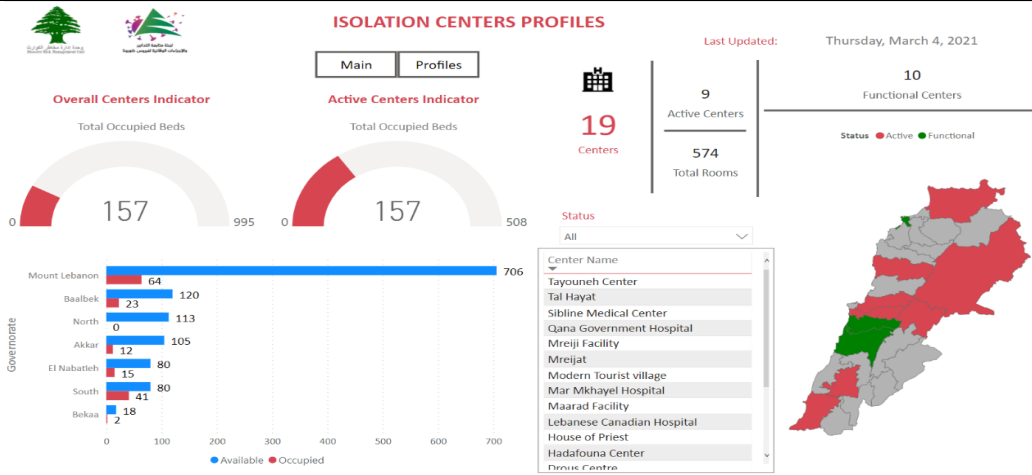 ISOLATION CENTERS PROFILES
Last Updated:
Thursday, March 4, 2021
Main
Profiles
Overall Centers Indicator
Active Centers Indicator
Total Occupied Beds
Total Occupied Beds
157
0
995
157
0
508
19
Centers
9
Active Centers
574
Total Rooms
10
Functional Centers
Status Active Functional
Status
All
Center Name
Tayouneh Center
Tal Hayat
Sibline Medical Center
Qana Government Hospital
Mreiji Facility
Mreijat
Modern Tourist village
Mar Mkhayel Hospital
Maarad Facility
Lebanese Canadian Hospital
House of Priest
Hadafouna Center
Drous Centre
Governorate
Mount Lebanon
706
64
Baalbek
120
23
North
113
0
Akkar
105
12
El Nabatieh
80
15
South
80
41
Bekaa
18
2
0 100 200 300 400 500 600 700
Available Occupied